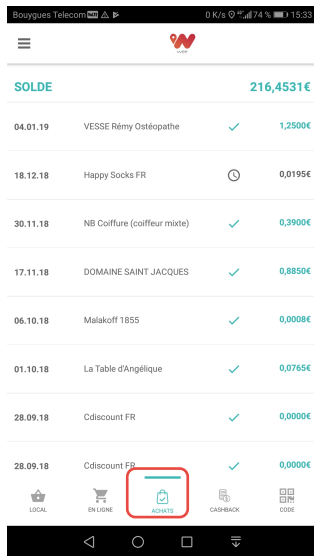 Bouygues Telecom 0 K/s 74 % 15:33
SOLDE 216,4531€
04.01.19 VESSE Rémy Ostéopathe 1,2500€
18.12.18 Happy Socks FR 0,0195€
30.11.18 NB Coiffure (coiffeur mixte) 0,3900€
17.11.18 DOMAINE SAINT JACQUES 0,8850€
06.10.18 Malakoff 1855 0,0008€
01.10.18 La Table d'Angélique 0,0765€
28.09.18 Cdiscount FR 0,0000€
28.09.18 Cdiscount FR 0,0000€
LOCAL EN LIGNE ACHATS CASHBACK CODE